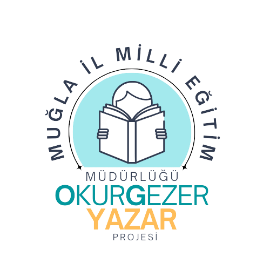 MUĞLA İL MİLLİ EĞİTİM
MÜDÜRLÜĞÜ
OKURGEZER
YAZAR
PROJESİ